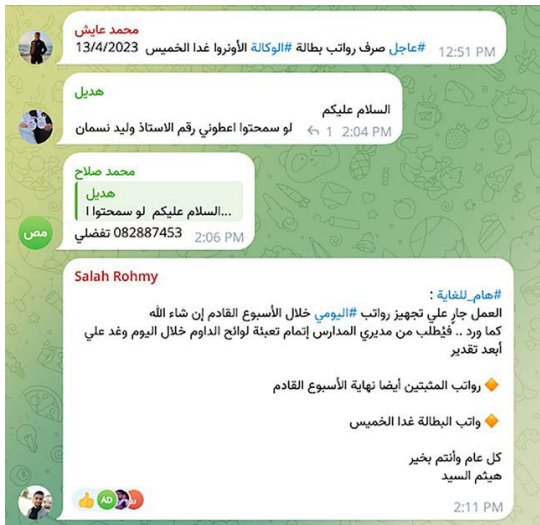 محمد عايش
#عاجل صرف رواتب بطالة #الوكالة الأونروا غدا الخميس 13/4/2023
12:51 PM
هديل
السلام عليكم
لو سمحتوا اعطوني رقم الاستاذ وليد نسمان
1 2:04 PM
محمد صلاح
هديل
السلام عليكم لو سمحتوا ا...
082887453 تفضلي
2:06 PM
مص
Salah Rohmy
#هام_للغاية :
العمل جارٍ علي تجهيز رواتب #اليومي خلال الأسبوع القادم إن شاء الله
كما ورد .. فيُطلب من مديري المدارس إتمام تعبئة لوائح الداوم خلال اليوم وغد علي
أبعد تقدير
🔶 رواتب المثبتين أيضا نهاية الأسبوع القادم
🔶 واتب البطالة غدا الخميس
كل عام وأنتم بخير
هيثم السيد
👍 AD
2:11 PM